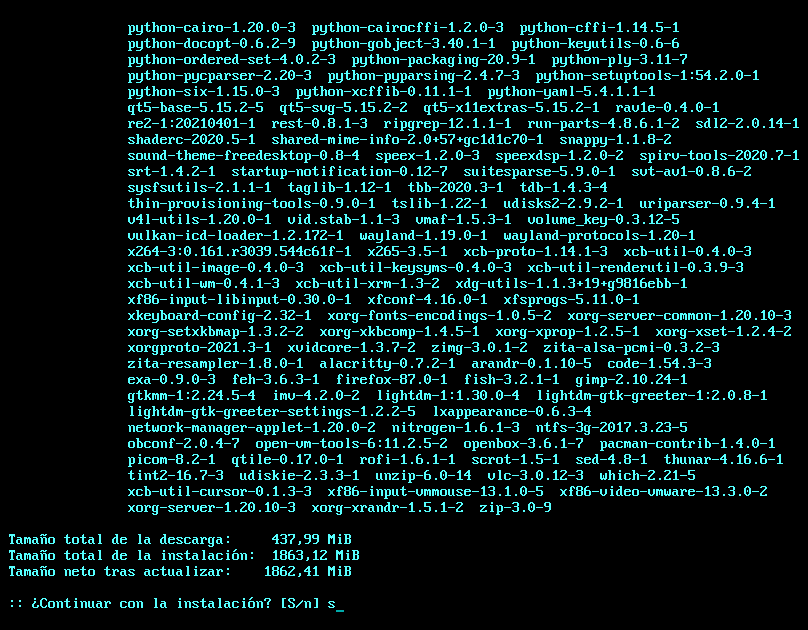 python-cairo-1.20.0-3 python-cairocffi-1.2.0-3 python-cffi-1.14.5-1
python-docopt-0.6.2-9 python-gobject-3.40.1-1 python-keyutils-0.6-6
python-ordered-set-4.0.2-3 python-packaging-20.9-1 python-ply-3.11-7
python-pycparser-2.20-3 python-pyparsing-2.4.7-3 python-setuptools-1:54.2.0-1
python-six-1.15.0-3 python-xcffib-0.11.1-1 python-yaml-5.4.1.1-1
qt5-base-5.15.2-5 qt5-svg-5.15.2-2 qt5-x11extras-5.15.2-1 rav1e-0.4.0-1
re2-1:20210401-1 rest-0.8.1-3 ripgrep-12.1.1-1 run-parts-4.8.6.1-2 sdl2-2.0.14-1
shaderc-2020.5-1 shared-mime-info-2.0+57+gc1d1c70-1 snappy-1.1.8-2
sound-theme-freedesktop-0.8-4 speex-1.2.0-3 speexdsp-1.2.0-2 spirv-tools-2020.7-1
srt-1.4.2-1 startup-notification-0.12-7 suitesparse-5.9.0-1 svt-av1-0.8.6-2
sysfsutils-2.1.1-1 taglib-1.12-1 tbb-2020.3-1 tdb-1.4.3-4
thin-provisioning-tools-0.9.0-1 tslib-1.22-1 udisks2-2.9.2-1 uriparser-0.9.4-1
v4l-utils-1.20.0-1 vid.stab-1.1-3 vmaf-1.5.3-1 volume_key-0.3.12-5
vulkan-icd-loader-1.2.172-1 wayland-1.19.0-1 wayland-protocols-1.20-1
x264-3:0.161.r3039.544c61f-1 x265-3.5-1 xcb-proto-1.14.1-3 xcb-util-0.4.0-3
xcb-util-image-0.4.0-3 xcb-util-keysyms-0.4.0-3 xcb-util-renderutil-0.3.9-3
xcb-util-wm-0.4.1-3 xcb-util-xrm-1.3-2 xdg-utils-1.1.3+19+g9816ebb-1
xf86-input-libinput-0.30.0-1 xfconf-4.16.0-1 xfsprogs-5.11.0-1
xkeyboard-config-2.32-1 xorg-fonts-encodings-1.0.5-2 xorg-server-common-1.20.10-3
xorg-setxkbmap-1.3.2-2 xorg-xkbcomp-1.4.5-1 xorg-xprop-1.2.5-1 xorg-xset-1.2.4-2
xorgproto-2021.3-1 xvidcore-1.3.7-2 zimg-3.0.1-2 zita-alsa-pcmi-0.3.2-3
zita-resampler-1.8.0-1 alacritty-0.7.2-1 arandr-0.1.10-5 code-1.54.3-3
exa-0.9.0-3 feh-3.6.3-1 firefox-87.0-1 fish-3.2.1-1 gimp-2.10.24-1
gtkmm-1:2.24.5-4 imv-4.2.0-2 lightdm-1:1.30.0-4 lightdm-gtk-greeter-1:2.0.8-1
lightdm-gtk-greeter-settings-1.2.2-5 lxappearance-0.6.3-4
network-manager-applet-1.20.0-2 nitrogen-1.6.1-3 ntfs-3g-2017.3.23-5
obconf-2.0.4-7 open-vm-tools-6:11.2.5-2 openbox-3.6.1-7 pacman-contrib-1.4.0-1
picom-8.2-1 qtile-0.17.0-1 rofi-1.6.1-1 scrot-1.5-1 sed-4.8-1 thunar-4.16.6-1
tint2-16.7-3 udiskie-2.3.3-1 unzip-6.0-14 vlc-3.0.12-3 which-2.21-5
xcb-util-cursor-0.1.3-3 xf86-input-vmmouse-13.1.0-5 xf86-video-vmware-13.3.0-2
xorg-server-1.20.10-3 xorg-xrandr-1.5.1-2 zip-3.0-9
Tamaño total de la descarga: 437,99 MiB
Tamaño total de la instalación: 1863,12 MiB
Tamaño neto tras actualizar: 1862,41 MiB
:: ¿Continuar con la instalación? [S/n] s_